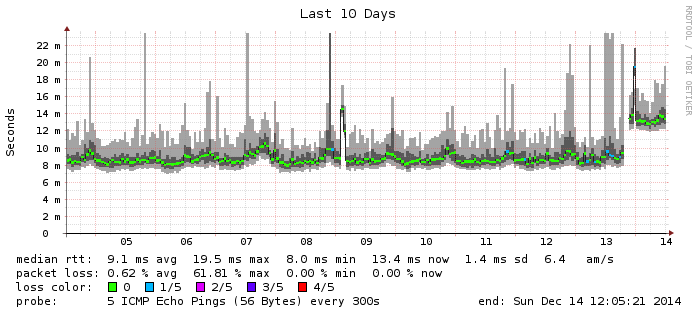 Last 10 Days
RRDTOOL / TOBI OETIKER
Seconds
22 m
20 m
18 m
16 m
14 m
12 m
10 m
8 m
6 m
4 m
2 m
0
05 06 07 08 09 10 11 12 13 14
median rtt: 9.1 ms avg 19.5 ms max 8.0 ms min 13.4 ms now 1.4 ms sd 6.4 am/s
packet loss: 0.62 % avg 61.81 % max 0.00 % min 0.00 % now
loss color: 0 1/5 2/5 3/5 4/5
probe: 5 ICMP Echo Pings (56 Bytes) every 300s end: Sun Dec 14 12:05:21 2014